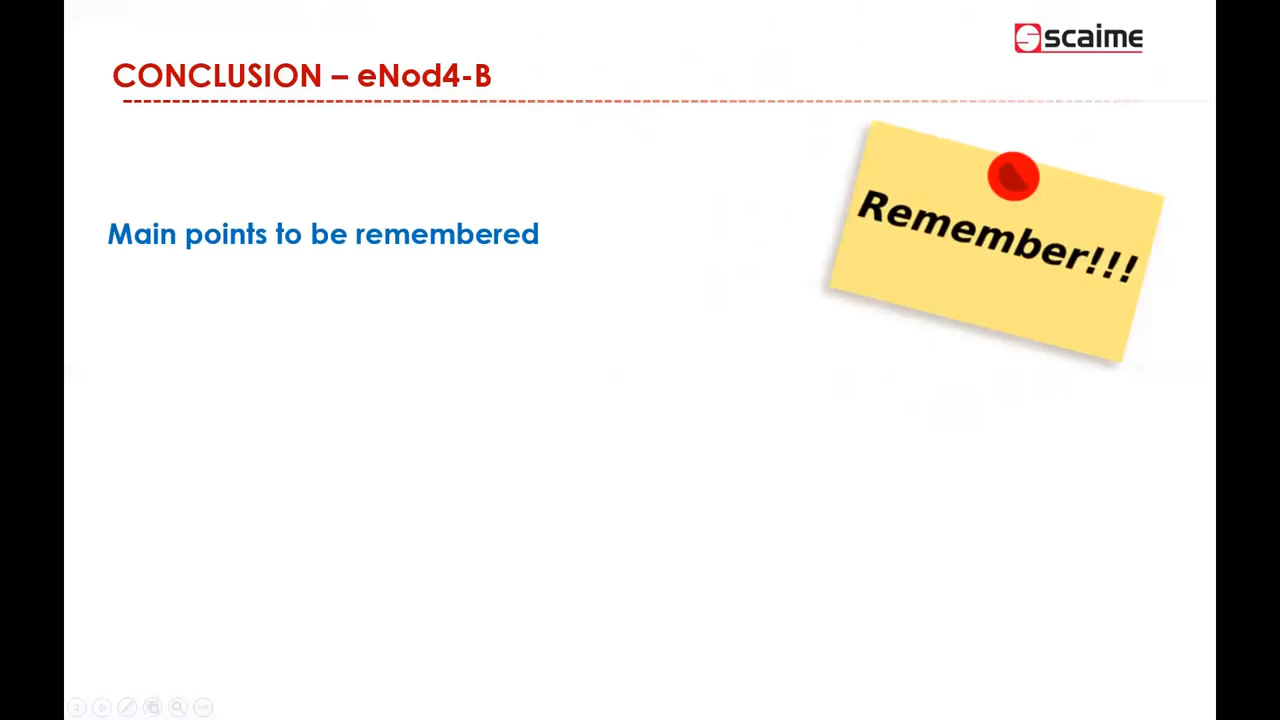 scaime
CONCLUSION – eNod4-B
Remember!!!
Main points to be remembered